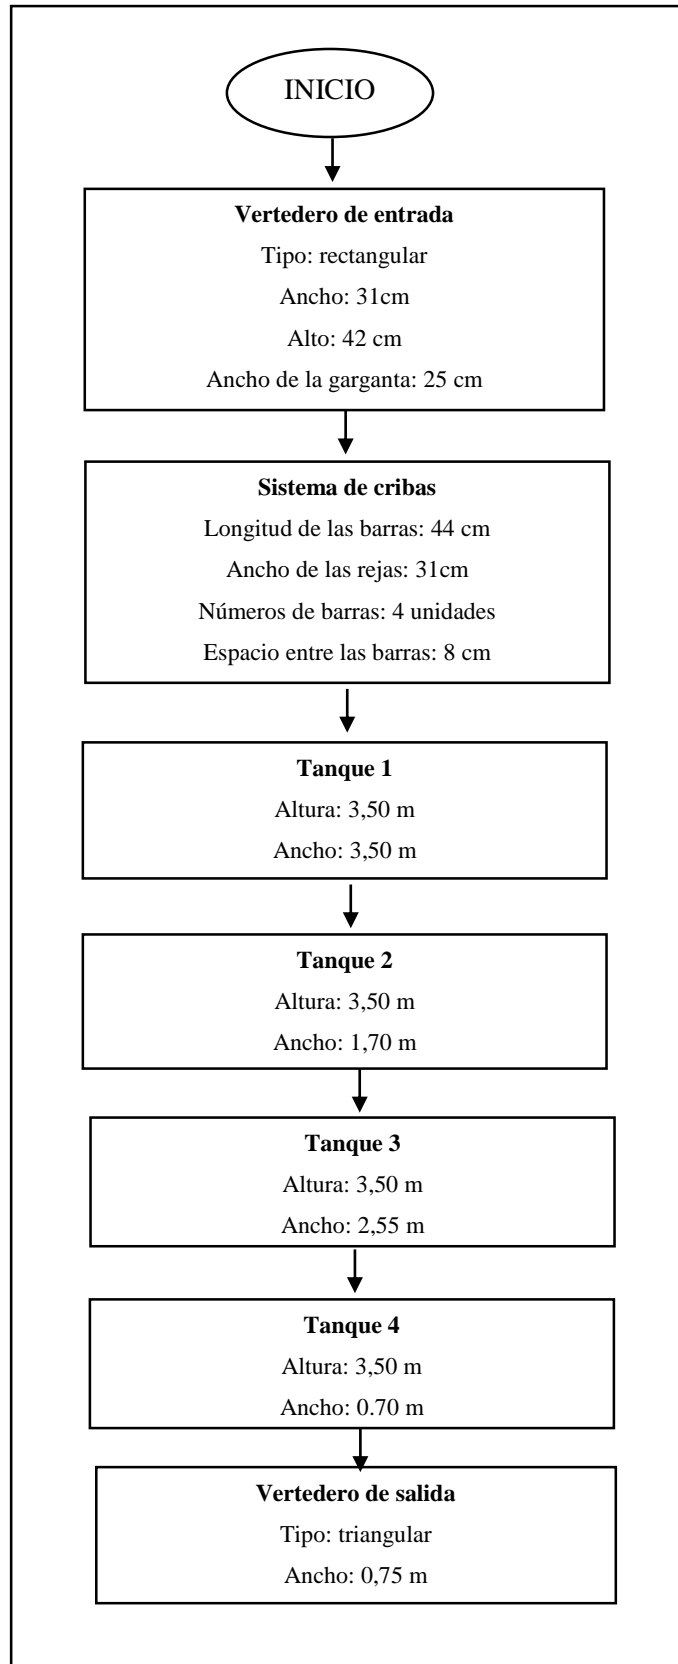 INICIO
Vertedero de entrada
Tipo: rectangular
Ancho: 31cm
Alto: 42 cm
Ancho de la garganta: 25 cm
Sistema de cribas
Longitud de las barras: 44 cm
Ancho de las rejas: 31cm
Números de barras: 4 unidades
Espacio entre las barras: 8 cm
Tanque 1
Altura: 3,50 m
Ancho: 3,50 m
Tanque 2
Altura: 3,50 m
Ancho: 1,70 m
Tanque 3
Altura: 3,50 m
Ancho: 2,55 m
Tanque 4
Altura: 3,50 m
Ancho: 0.70 m
Vertedero de salida
Tipo: triangular
Ancho: 0,75 m